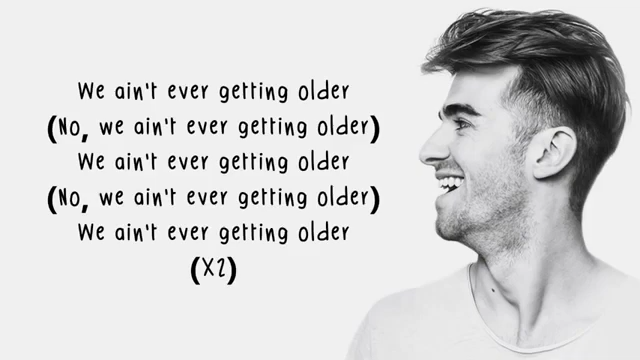 We ain't ever getting older
(No, we ain't ever getting older)
We ain't ever getting older
(No, we ain't ever getting older)
We ain't ever getting older
(X2)